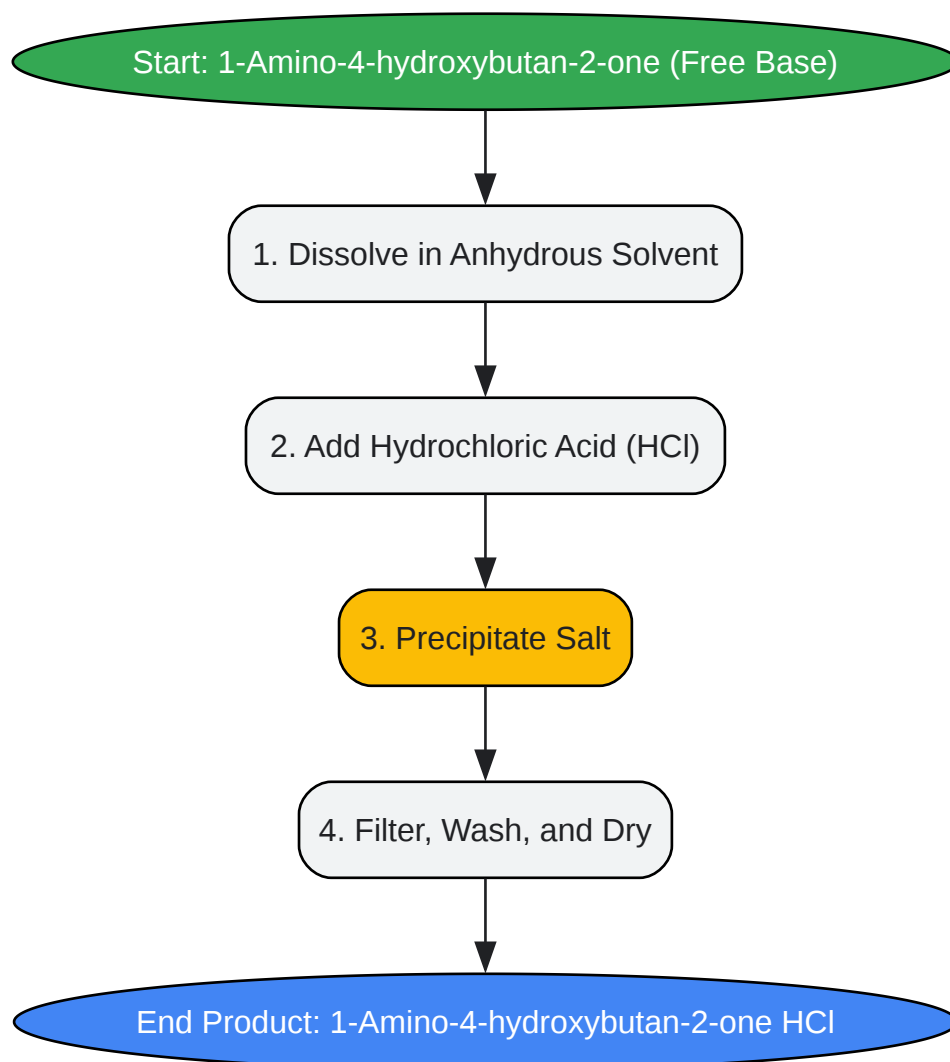 Start: 1-Amino-4-hydroxybutan-2-one (Free Base)
1. Dissolve in Anhydrous Solvent
2. Add Hydrochloric Acid (HCl)
3. Precipitate Salt
4. Filter, Wash, and Dry
End Product: 1-Amino-4-hydroxybutan-2-one HCl